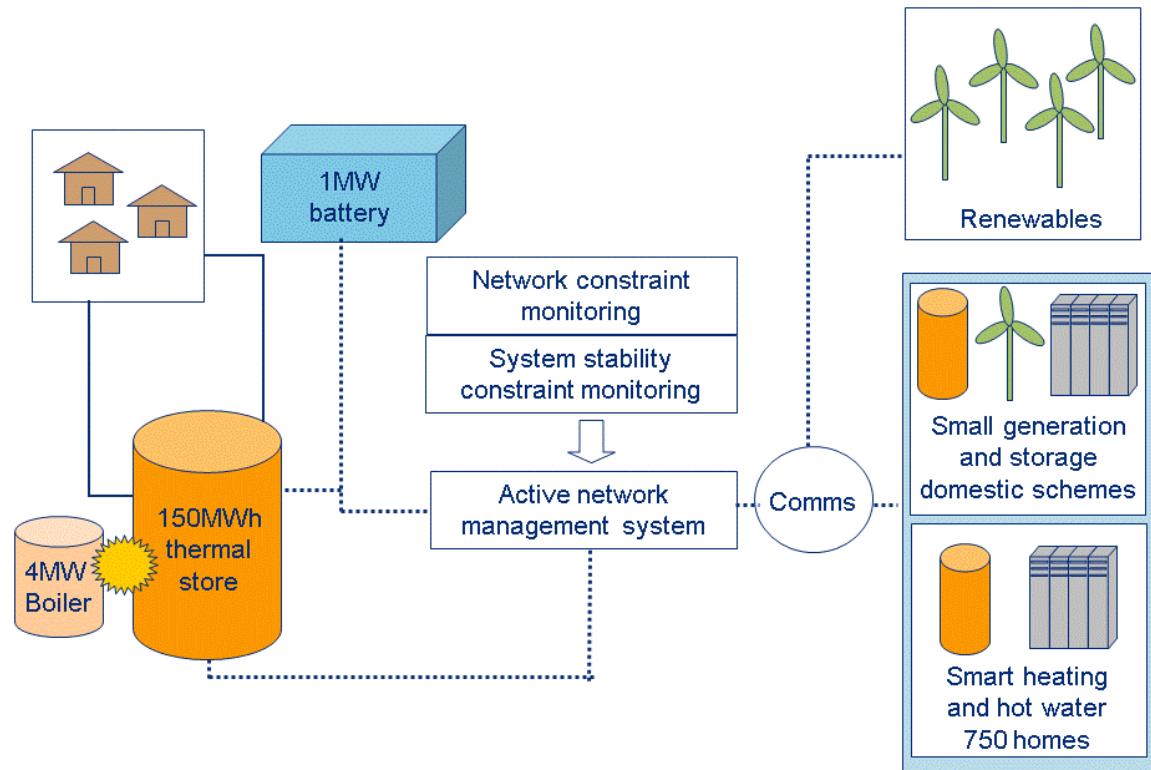 1MW
battery
Renewables
Network constraint
monitoring
System stability
constraint monitoring
Active network
management system
Comms
150MWh
thermal
store
4MW
Boiler
Small generation
and storage
domestic schemes
Smart heating
and hot water
750 homes